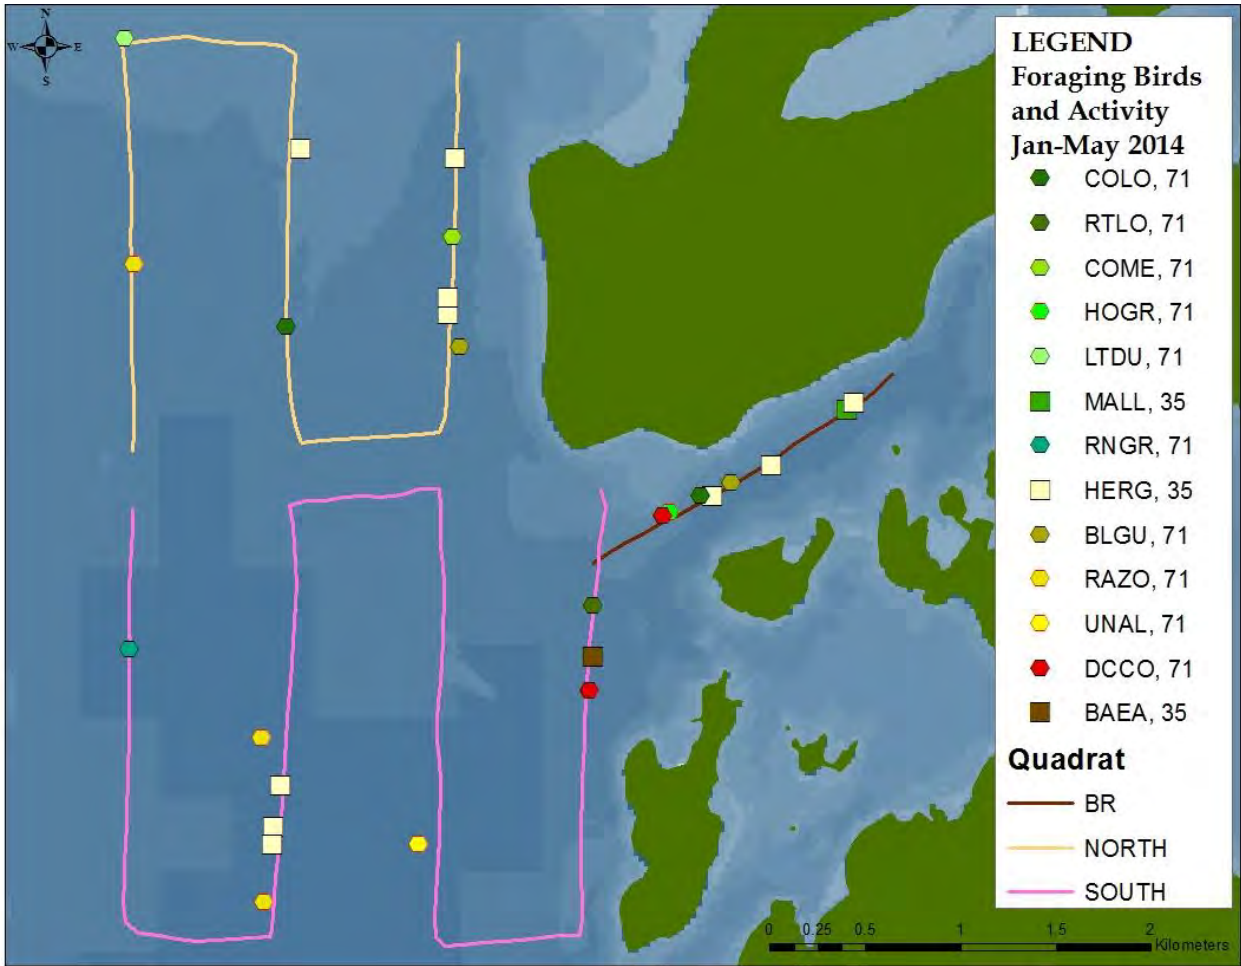 N
W E
S
LEGEND
Foraging Birds
and Activity
Jan-May 2014
COLO, 71
RTLO, 71
COME, 71
HOGR, 71
LTDU, 71
MALL, 35
RNGR, 71
HERG, 35
BLGU, 71
RAZO, 71
UNAL, 71
DCCO, 71
BAEA, 35
Quadrat
BR
NORTH
SOUTH
0 0.25 0.5 1 1.5 2
Kilometers